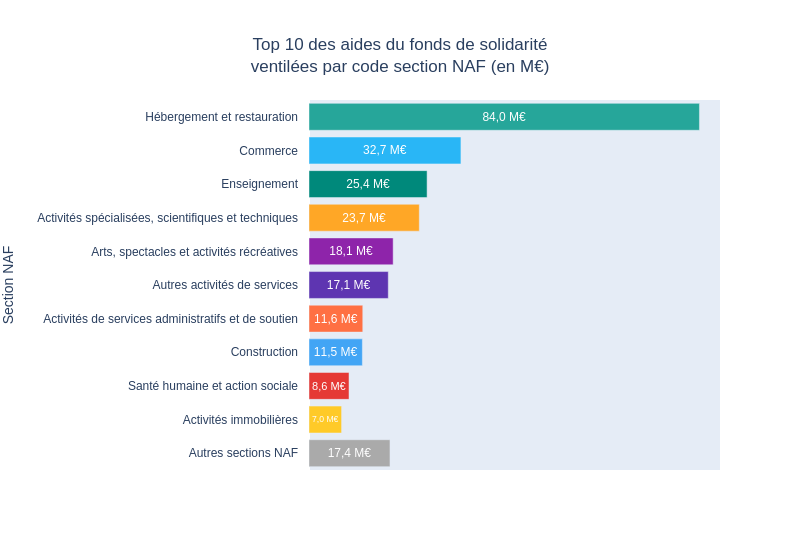 Top 10 des aides du fonds de solidarité
ventilées par code section NAF (en M€)
Section NAF
Hébergement et restauration 84,0 M€
Commerce 32,7 M€
Enseignement 25,4 M€
Activités spécialisées, scientifiques et techniques 23,7 M€
Arts, spectacles et activités récréatives 18,1 M€
Autres activités de services 17,1 M€
Activités de services administratifs et de soutien 11,6 M€
Construction 11,5 M€
Santé humaine et action sociale 8,6 M€
Activités immobilières 7,0 M€
Autres sections NAF 17,4 M€